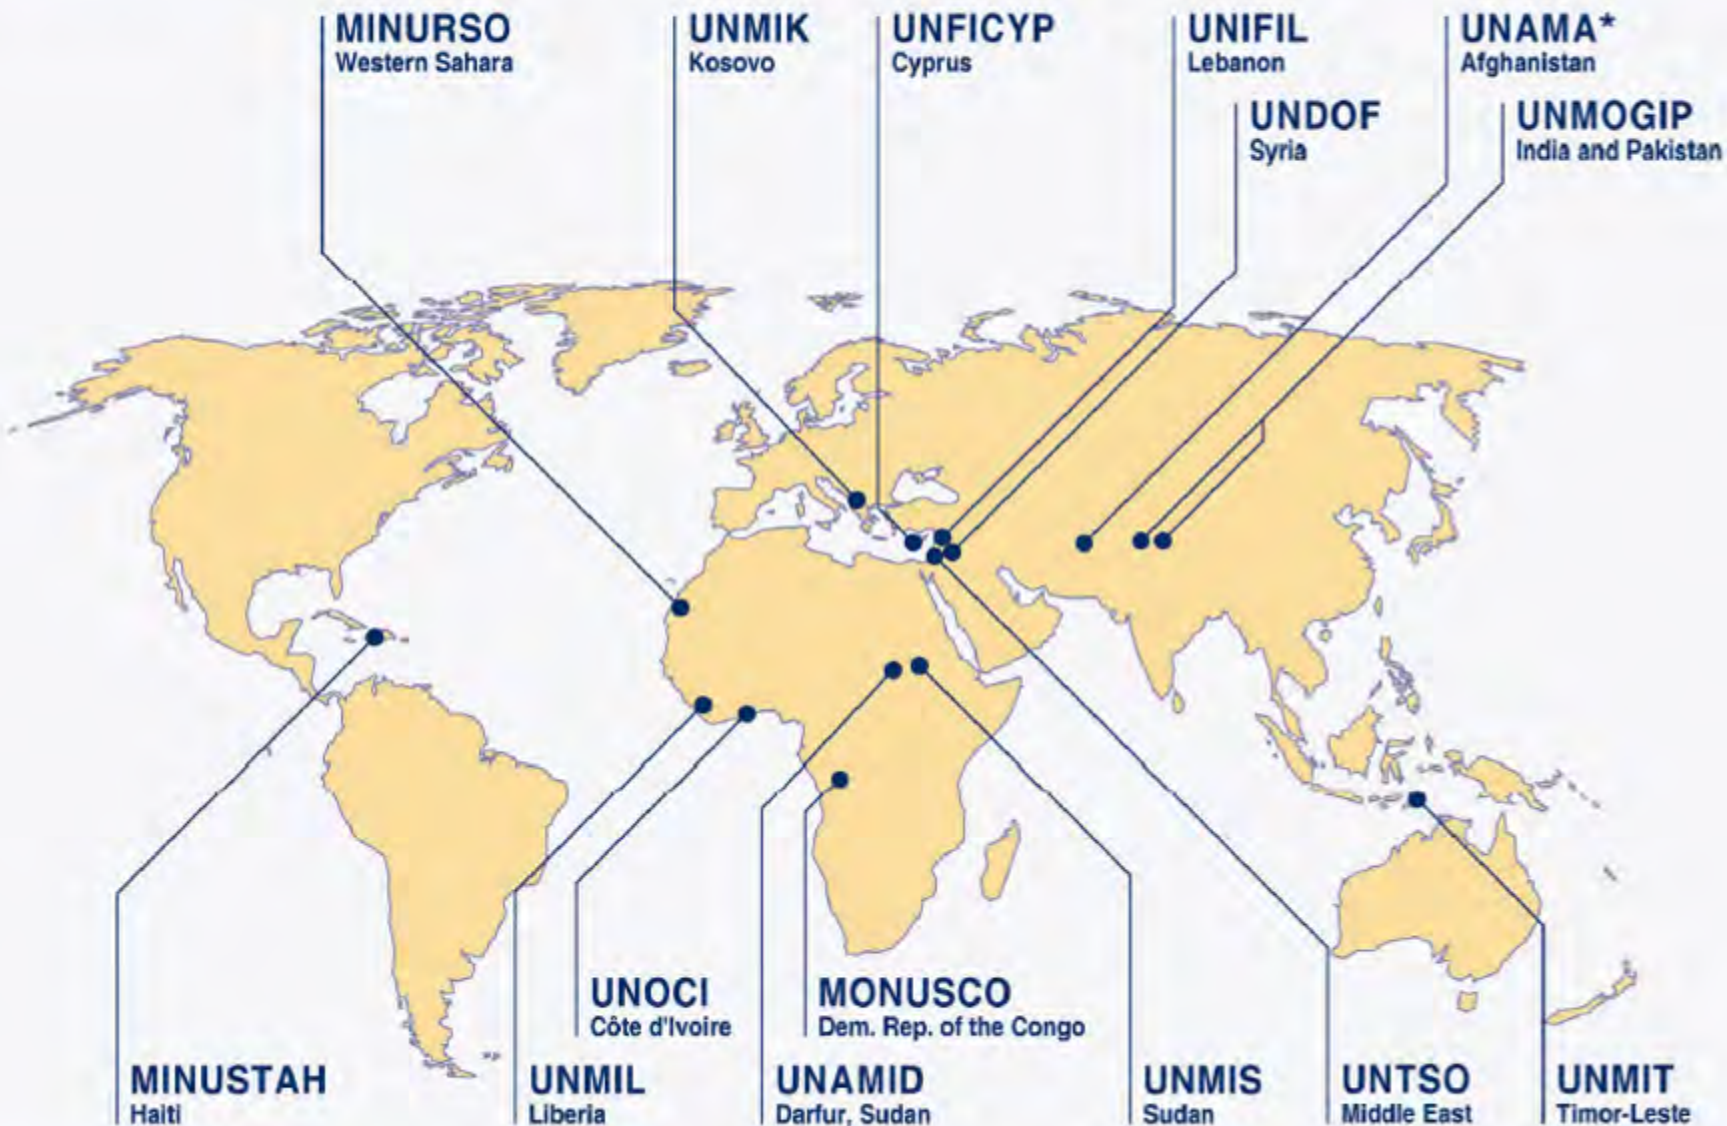 MINURSO
Western Sahara
UNMIK
Kosovo
UNFICYP
Cyprus
UNIFIL
Lebanon
UNAMA*
Afghanistan
UNDOF
Syria
UNMOGIP
India and Pakistan
UNOCI
Côte d'Ivoire
MONUSCO
Dem. Rep. of the Congo
MINUSTAH
Haiti
UNMIL
Liberia
UNAMID
Darfur, Sudan
UNMIS
Sudan
UNTSO
Middle East
UNMIT
Timor-Leste